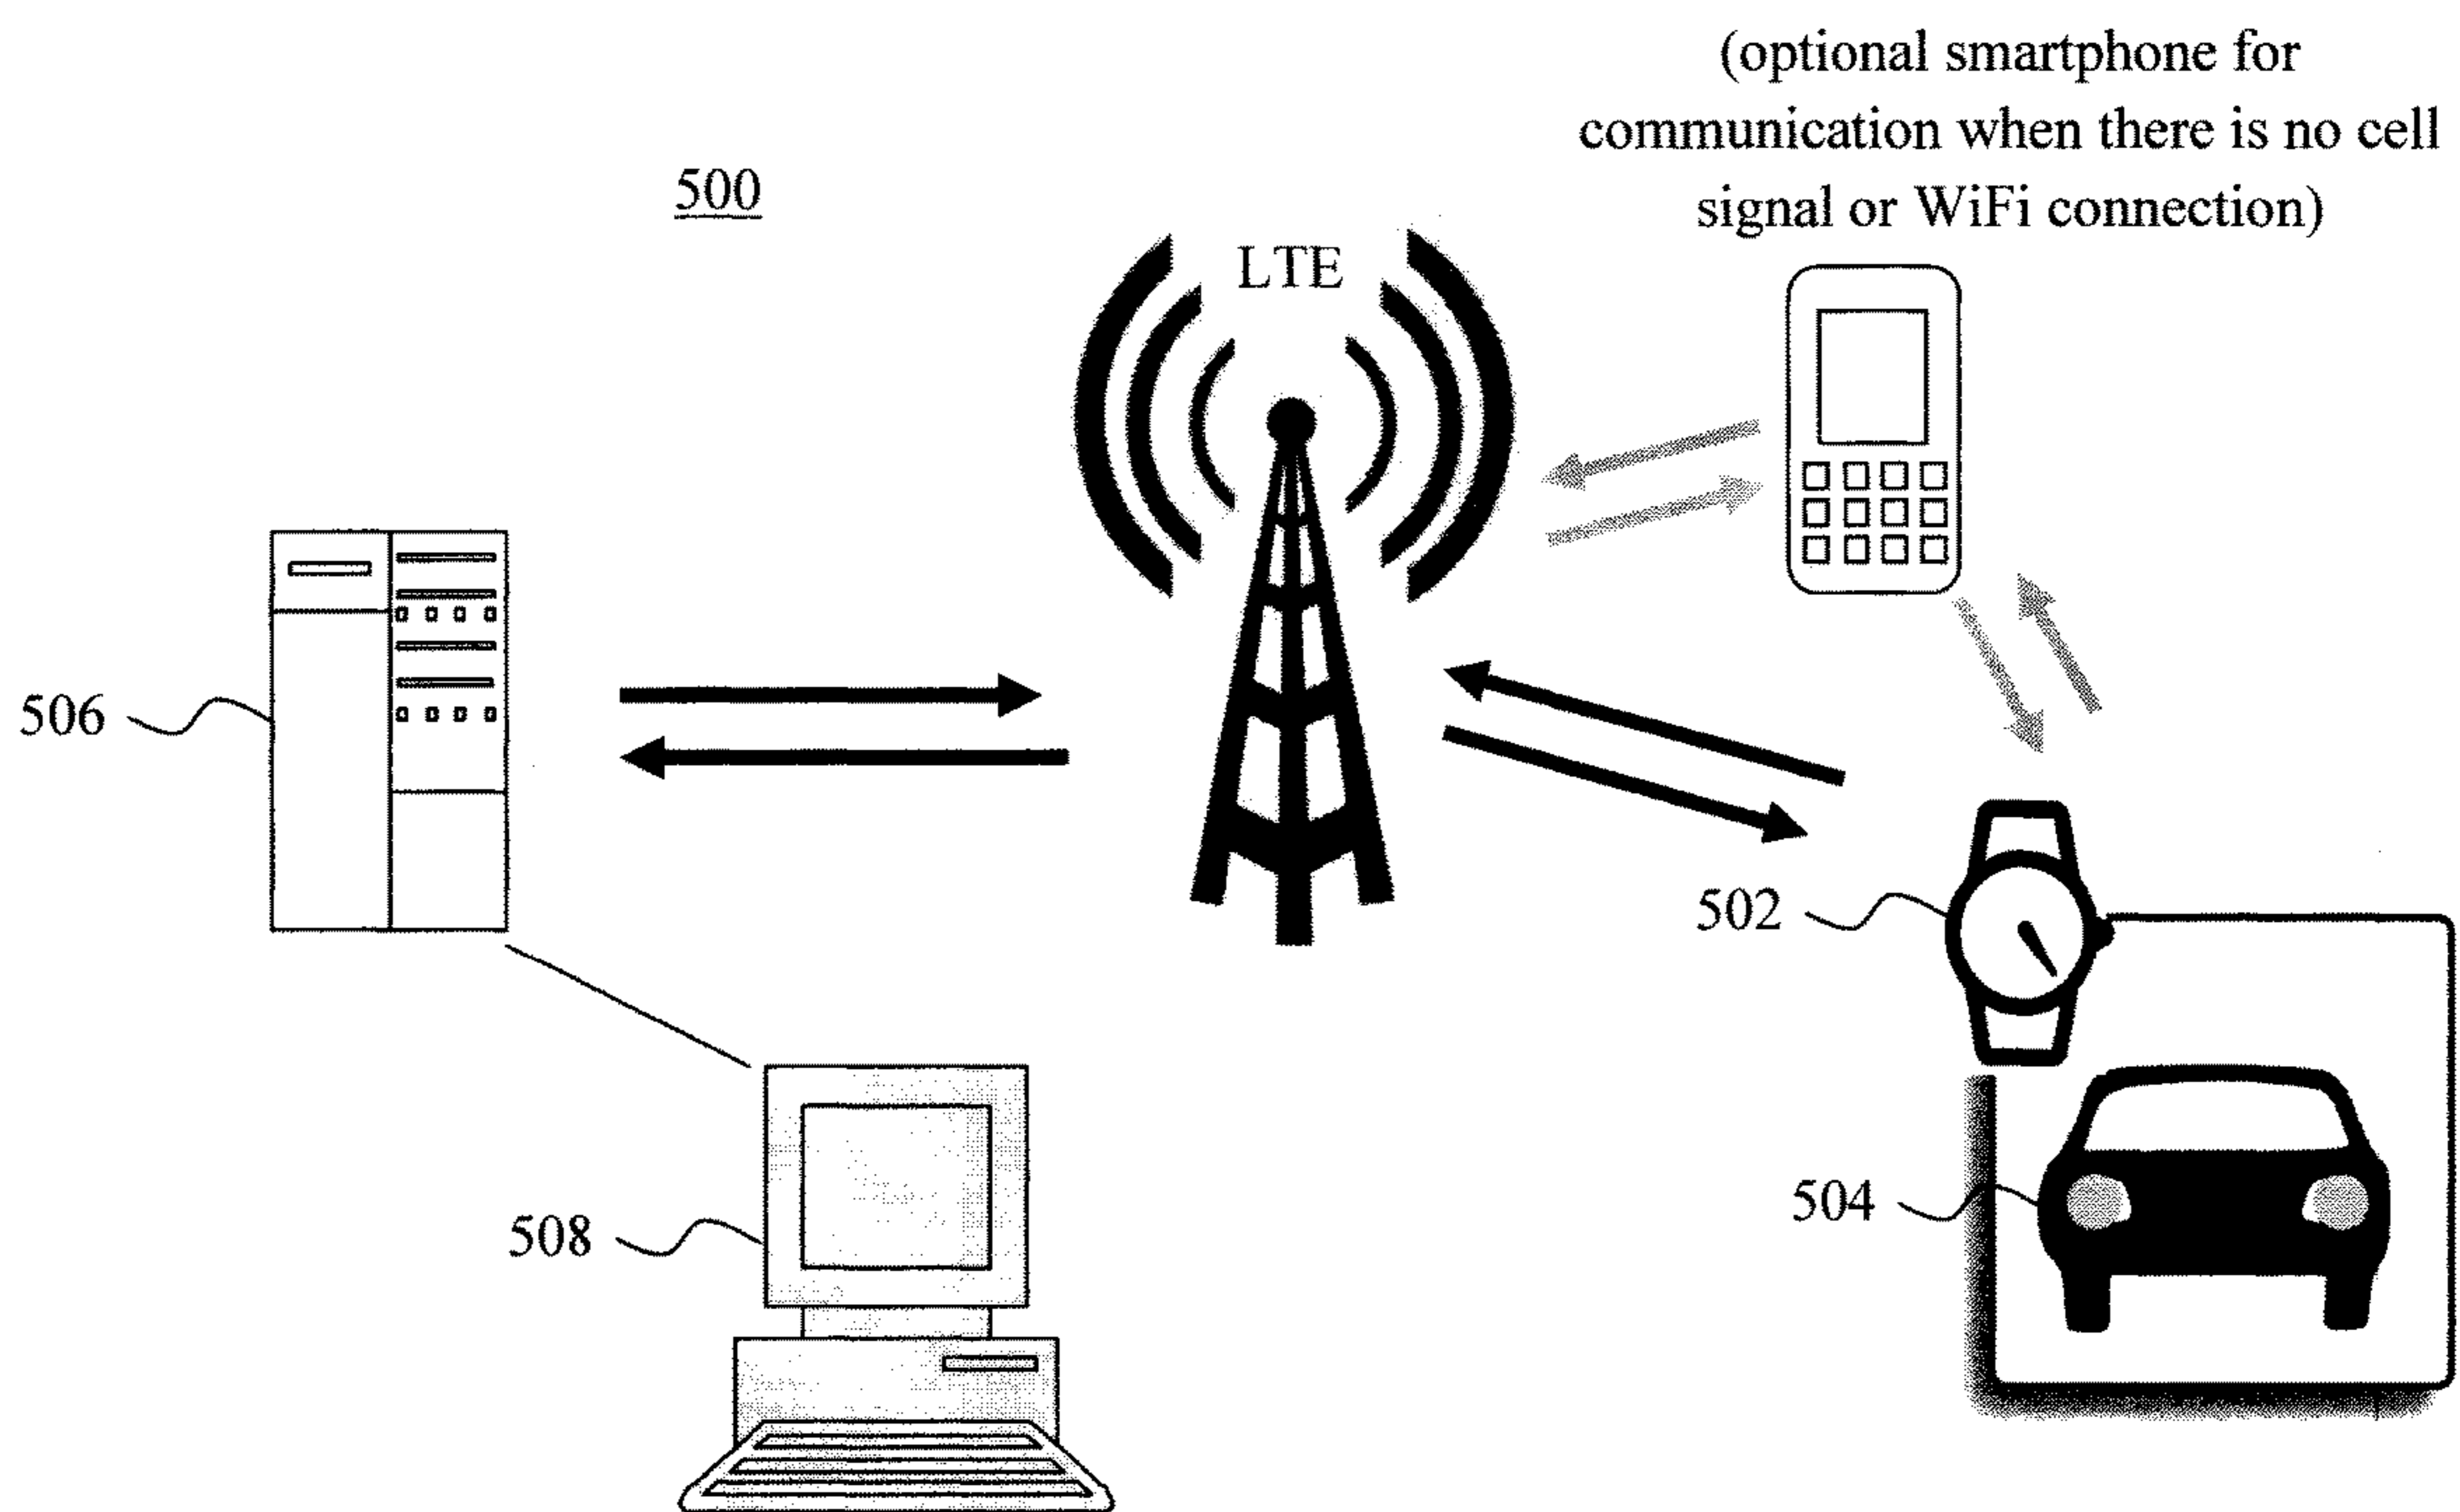 (optional smartphone for
communication when there is no cell
signal or WiFi connection)
500
LTE
506
502
504
508